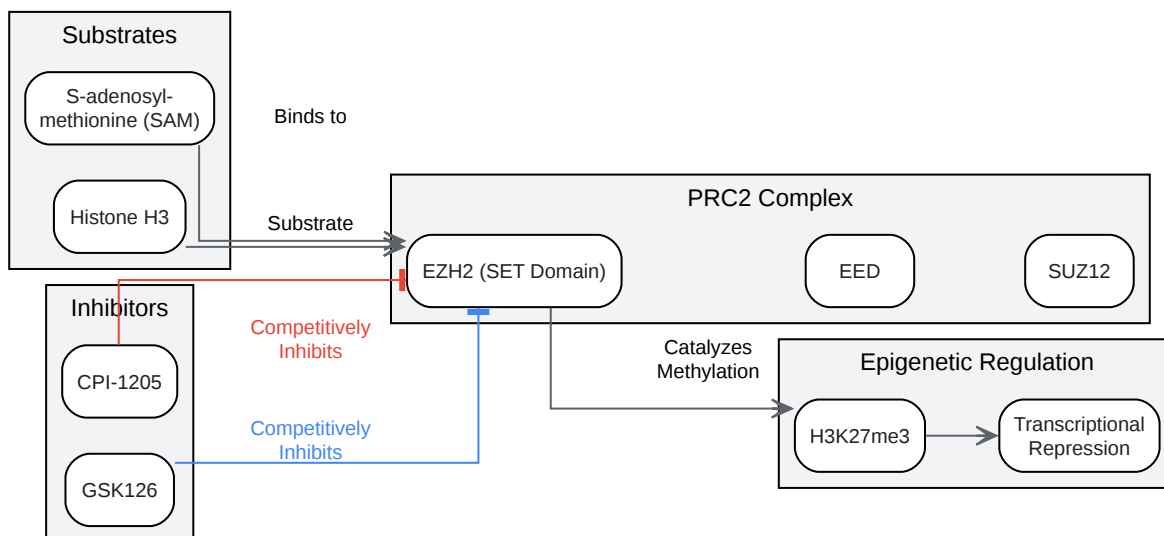 Substrates
S-adenosyl-
methionine (SAM)
Binds to
Histone H3
Substrate
PRC2 Complex
EZH2 (SET Domain)
EED
SUZ12
Inhibitors
CPI-1205
Competitively
Inhibits
GSK126
Competitively
Inhibits
Catalyzes
Methylation
Epigenetic Regulation
H3K27me3
Transcriptional
Repression